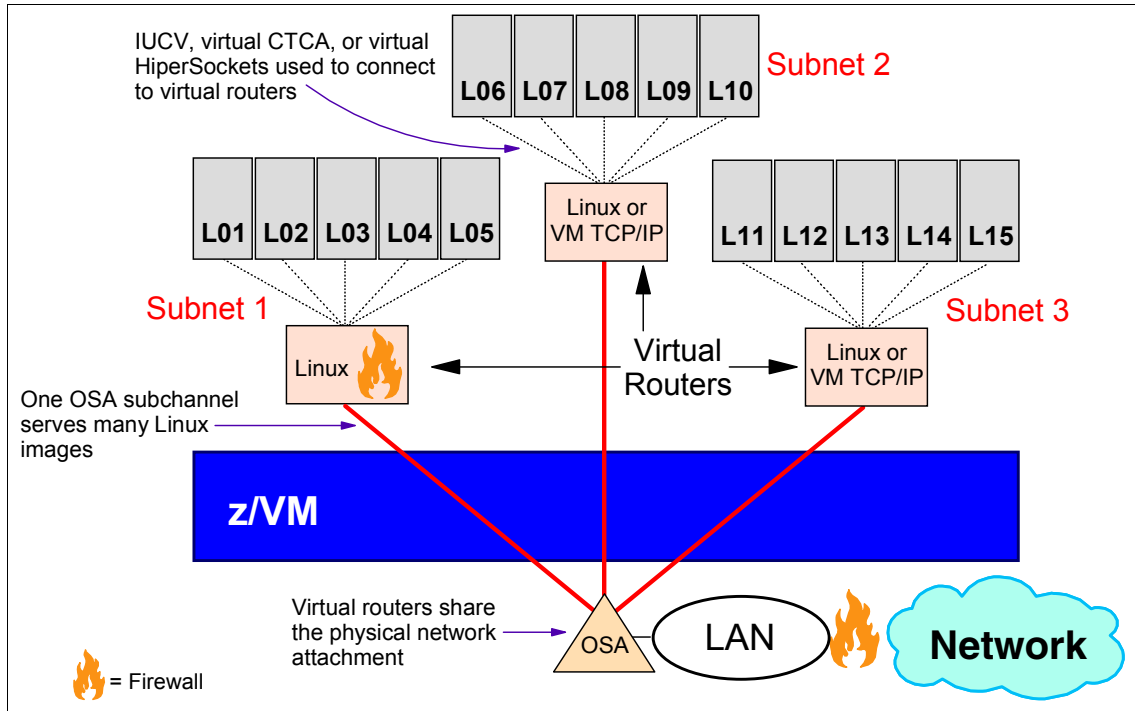 IUCV, virtual CTCA, or virtual
HiperSockets used to connect
to virtual routers
Subnet 2
L06 L07 L08 L09 L10
L01 L02 L03 L04 L05
Linux or
VM TCP/IP
L11 L12 L13 L14 L15
Subnet 1
Subnet 3
Linux
Virtual
Routers
Linux or
VM TCP/IP
One OSA subchannel
serves many Linux
images
z/VM
Virtual routers share
the physical network
attachment
OSA
LAN
Network
= Firewall